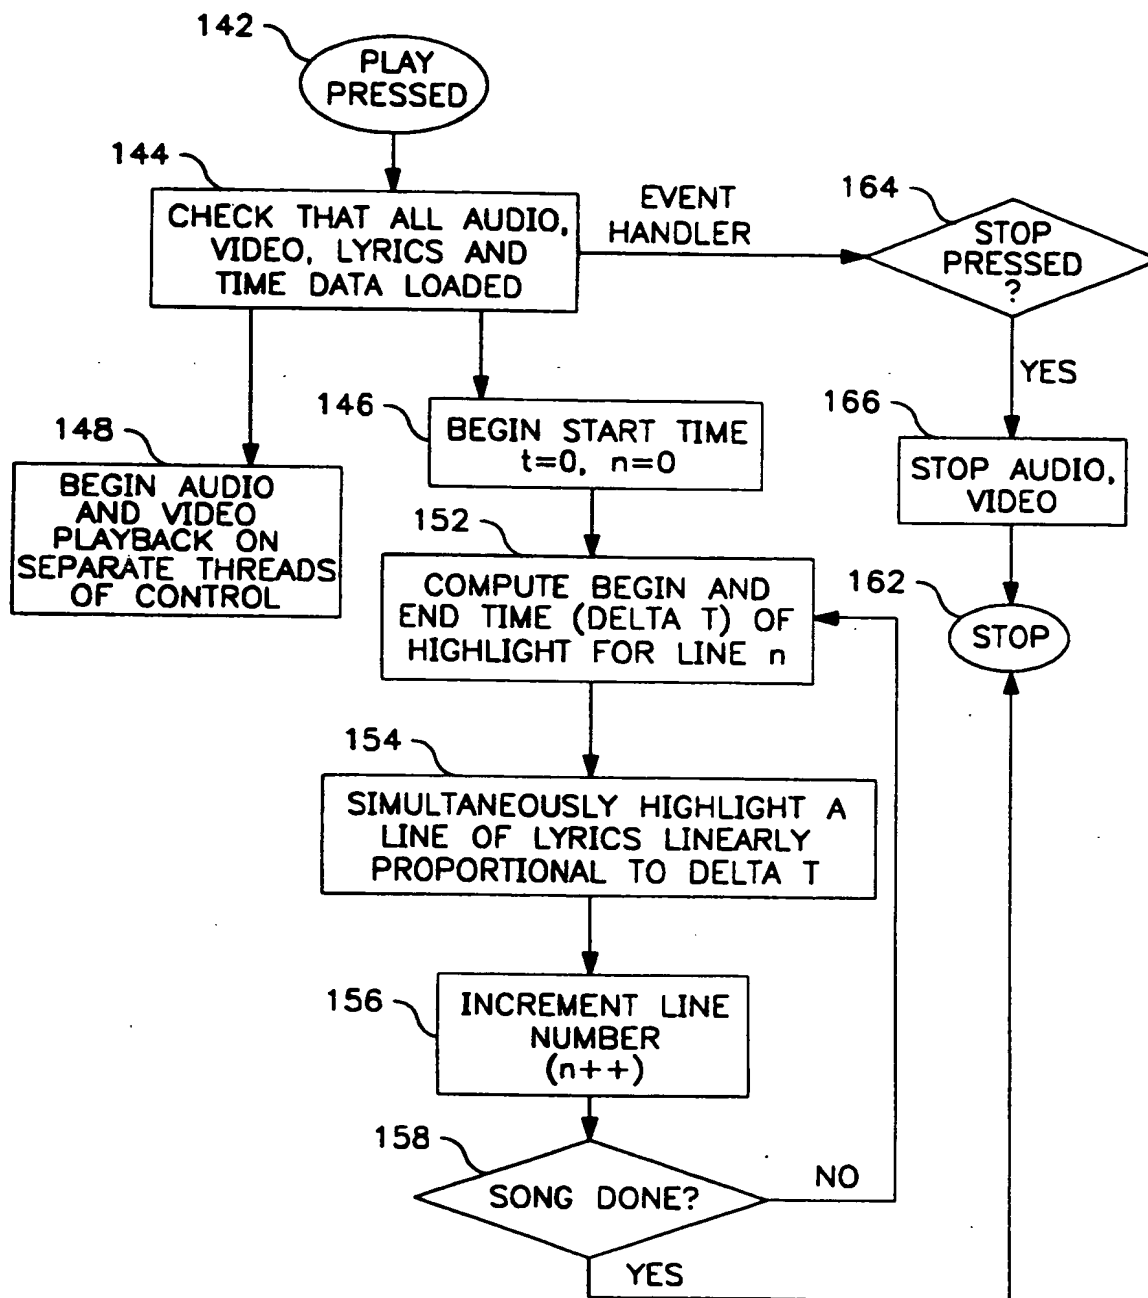 142
PLAY
PRESSED
144
CHECK THAT ALL AUDIO,
VIDEO, LYRICS AND
TIME DATA LOADED
EVENT
HANDLER
164
STOP
PRESSED
?
YES
146
BEGIN START TIME
t=0, n=0
148
BEGIN AUDIO
AND VIDEO
PLAYBACK ON
SEPARATE THREADS
OF CONTROL
166
STOP AUDIO,
VIDEO
152
COMPUTE BEGIN AND
END TIME (DELTA T) OF
HIGHLIGHT FOR LINE n
162
STOP
154
SIMULTANEOUSLY HIGHLIGHT A
LINE OF LYRICS LINEARLY
PROPORTIONAL TO DELTA T
156
INCREMENT LINE
NUMBER
(n++)
158
SONG DONE?
NO
YES